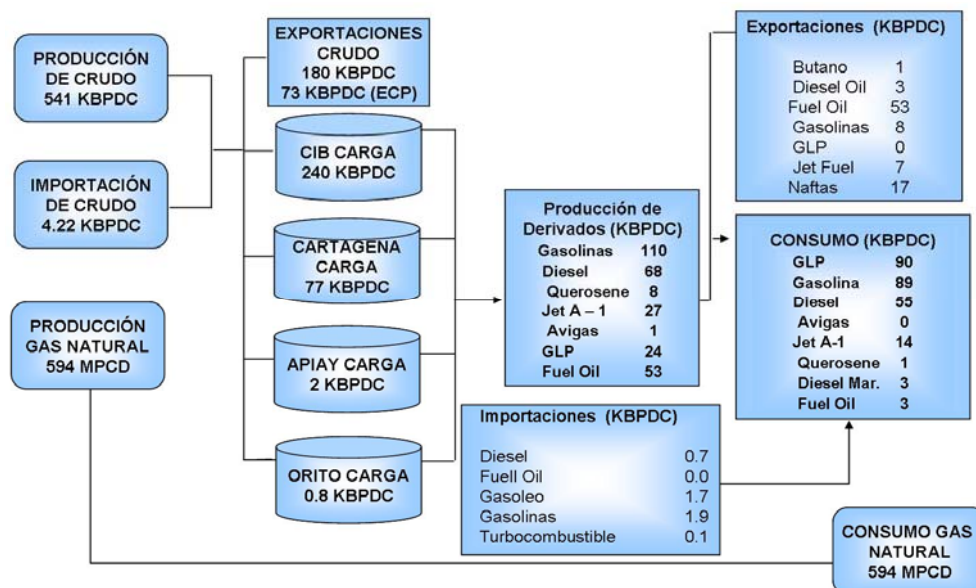 PRODUCCIÓN
DE CRUDO
541 KBPDC
IMPORTACIÓN
DE CRUDO
4.22 KBPDC
PRODUCCIÓN
GAS NATURAL
594 MPCD
EXPORTACIONES
CRUDO
180 KBPDC
73 KBPDC (ECP)
CIB CARGA
240 KBPDC
CARTAGENA
CARGA
77 KBPDC
APIAY CARGA
2 KBPDC
ORITO CARGA
0.8 KBPDC
Producción de
Derivados (KBPDC)
Gasolinas 110
Diesel 68
Querosene 8
Jet A – 1 27
Avigas 1
GLP 24
Fuel Oil 53
Importaciones (KBPDC)
Diesel 0.7
Fuell Oil 0.0
Gasoleo 1.7
Gasolinas 1.9
Turbocombustible 0.1
Exportaciones (KBPDC)
Butano 1
Diesel Oil 3
Fuel Oil 53
Gasolinas 8
GLP 0
Jet Fuel 7
Naftas 17
CONSUMO (KBPDC)
GLP 90
Gasolina 89
Diesel 55
Avigas 0
Jet A-1 14
Querosene 1
Diesel Mar. 3
Fuel Oil 3
CONSUMO GAS
NATURAL
594 MPCD